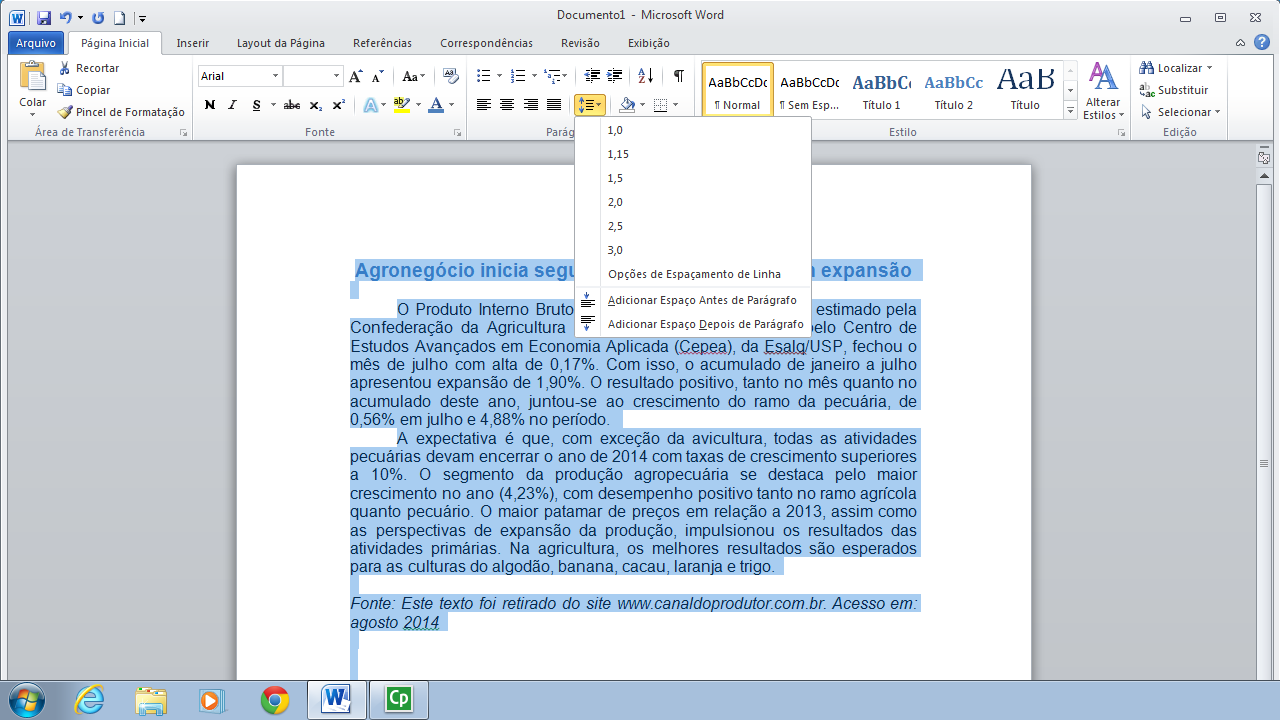 Documento1 - Microsoft Word
Arquivo Página Inicial Inserir Layout da Página Referências Correspondências Revisão Exibição
Colar
Recortar
Copiar
Pincel de Formatação
Área de Transferência
Arial
Aa
N I S abc x₂ x² A ab A
Fonte
Parág
AaBbCcDc AaBbCcDc AaBbCc AaBbCc AaB
¶ Normal ¶ Sem Esp... Título 1 Título 2 Título
Alterar
Estilos
Estilo
Localizar
Substituir
Selecionar
Edição
1,0
1,15
1,5
2,0
2,5
3,0
Opções de Espaçamento de Linha
Adicionar Espaço Antes de Parágrafo
Adicionar Espaço Depois de Parágrafo
Agronegócio inicia segu expansão
O Produto Interno Bruto estimado pela
Confederação da Agricultura pelo Centro de
Estudos Avançados em Economia Aplicada (Cepea), da Esalq/USP, fechou o
mês de julho com alta de 0,17%. Com isso, o acumulado de janeiro a julho
apresentou expansão de 1,90%. O resultado positivo, tanto no mês quanto no
acumulado deste ano, juntou-se ao crescimento do ramo da pecuária, de
0,56% em julho e 4,88% no período.
A expectativa é que, com exceção da avicultura, todas as atividades
pecuárias devam encerrar o ano de 2014 com taxas de crescimento superiores
a 10%. O segmento da produção agropecuária se destaca pelo maior
crescimento no ano (4,23%), com desempenho positivo tanto no ramo agrícola
quanto pecuário. O maior patamar de preços em relação a 2013, assim como
as perspectivas de expansão da produção, impulsionou os resultados das
atividades primárias. Na agricultura, os melhores resultados são esperados
para as culturas do algodão, banana, cacau, laranja e trigo.
Fonte: Este texto foi retirado do site www.canaldoprodutor.com.br. Acesso em:
agosto 2014
Cp